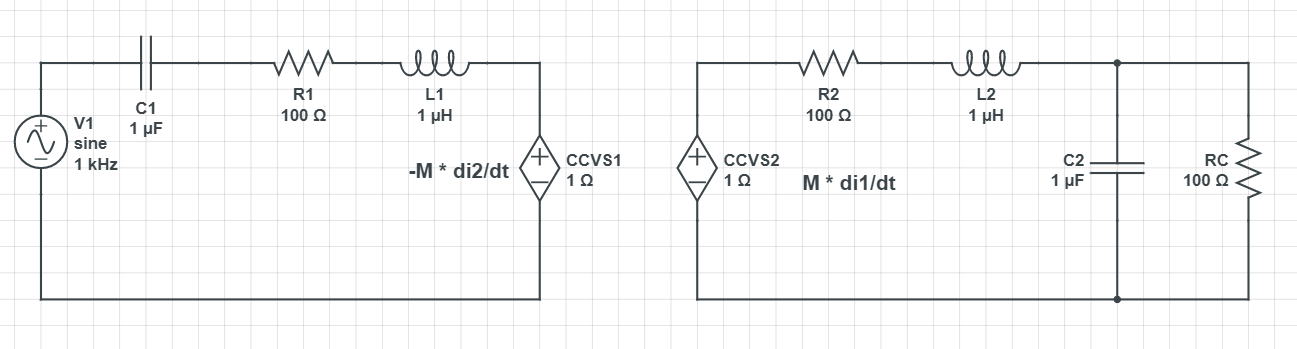 V1
sine
1 kHz
C1
1 µF
R1
100 Ω
L1
1 µH
-M * di2/dt
CCVS1
1 Ω
CCVS2
1 Ω
M * di1/dt
R2
100 Ω
L2
1 µH
C2
1 µF
RC
100 Ω